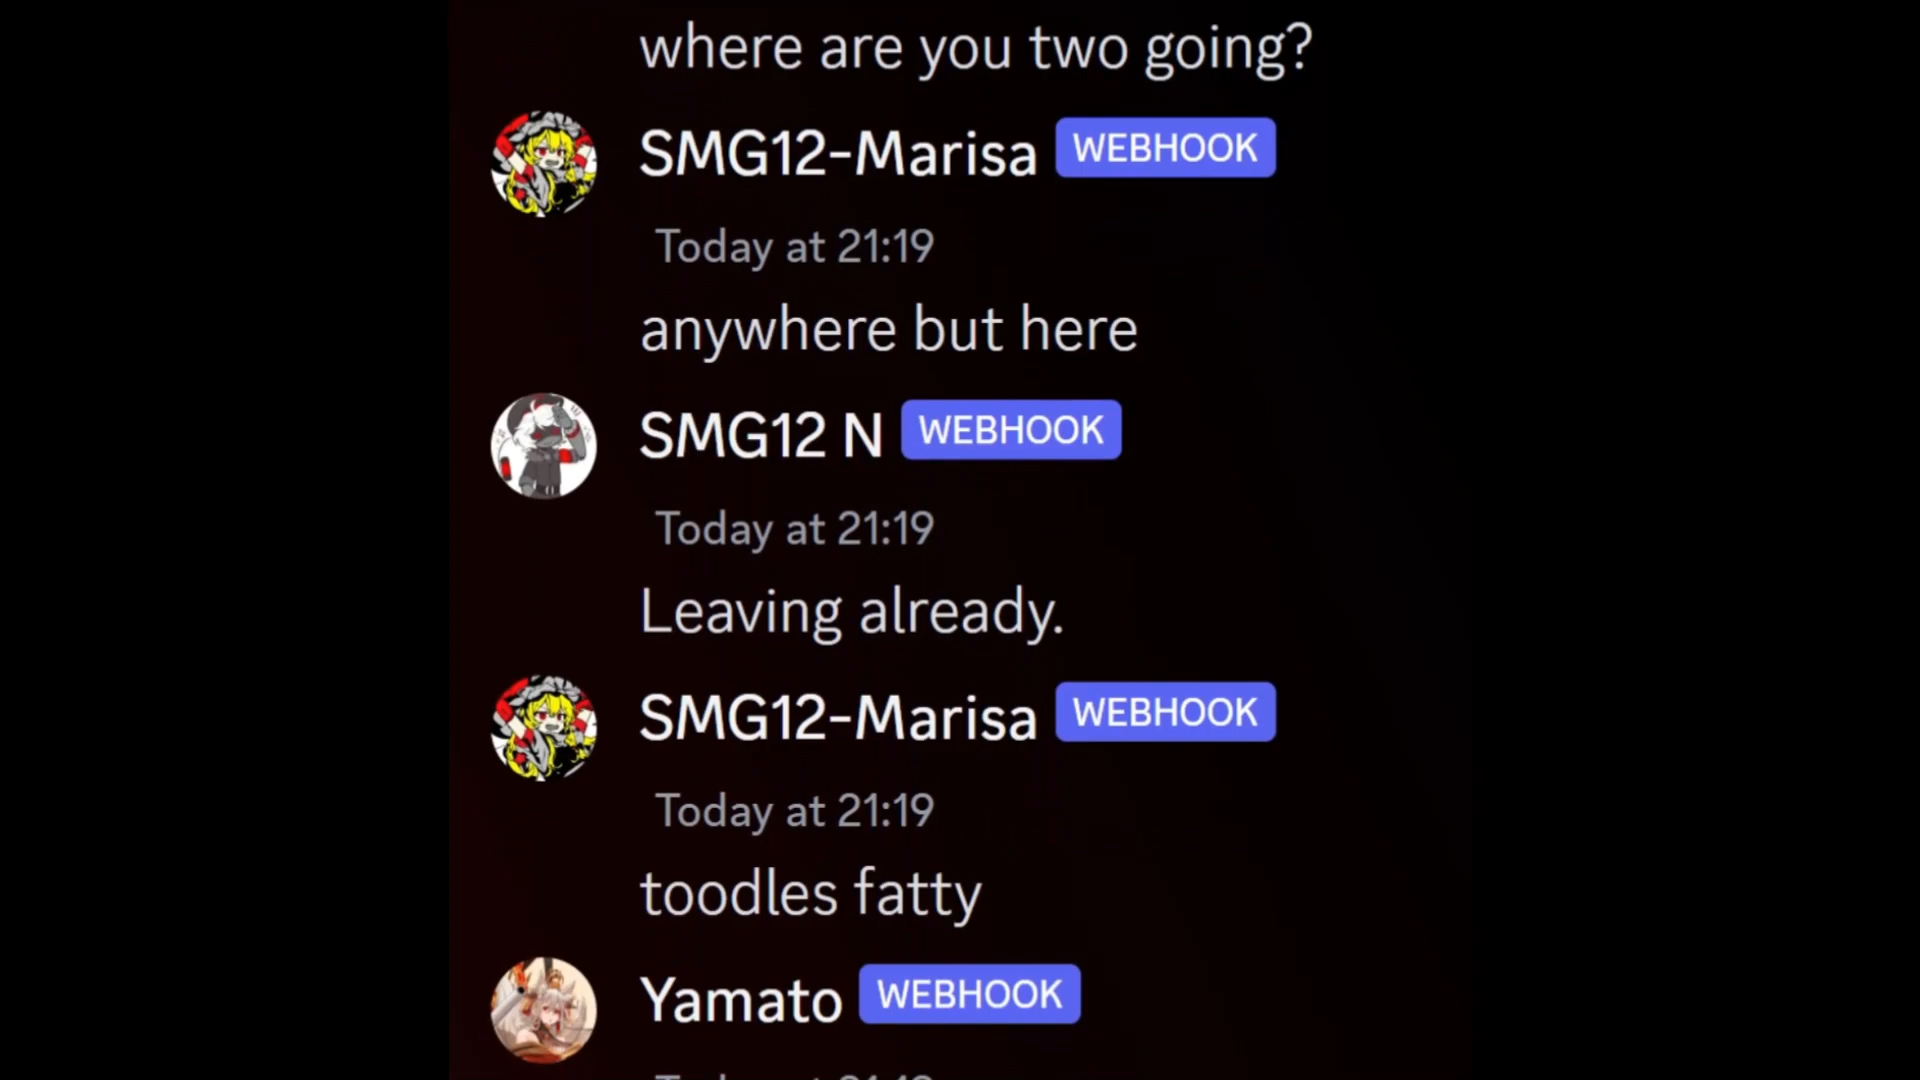 where are you two going?
SMG12-Marisa WEBHOOK
Today at 21:19
anywhere but here
SMG12 N WEBHOOK
Today at 21:19
Leaving already.
SMG12-Marisa WEBHOOK
Today at 21:19
toodles fatty
Yamato WEBHOOK